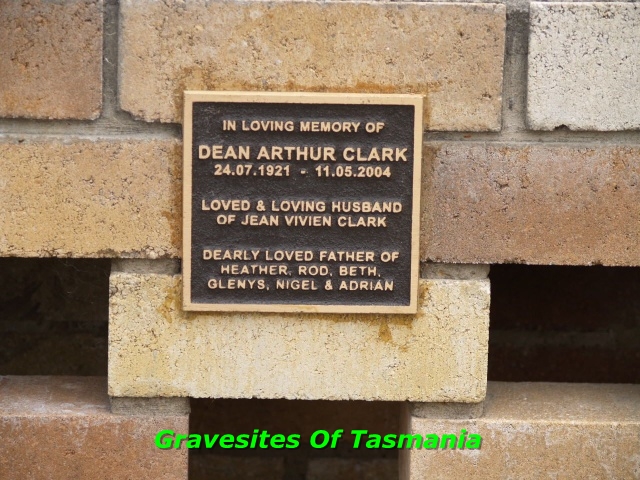 IN LOVING MEMORY OF
DEAN ARTHUR CLARK
24.07.1921 - 11.05.2004
LOVED & LOVING HUSBAND
OF JEAN VIVIEN CLARK
DEARLY LOVED FATHER OF
HEATHER, ROD, BETH,
GLENYS, NIGEL & ADRIAN
Gravesites Of Tasmania